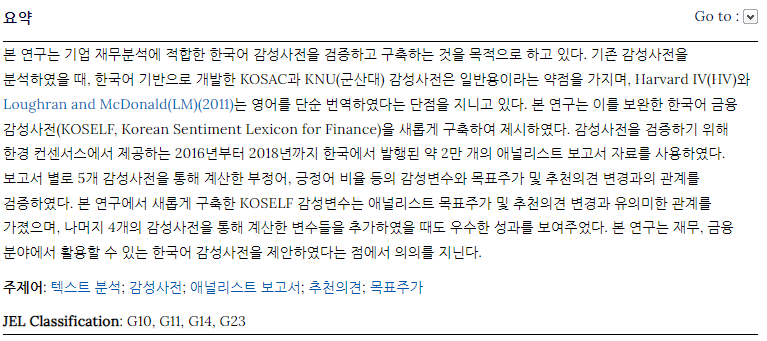 요약
Go to :
본 연구는 기업 재무분석에 적합한 한국어 감성사전을 검증하고 구축하는 것을 목적으로 하고 있다. 기존 감성사전을
분석하였을 때, 한국어 기반으로 개발한 KOSAC과 KNU(군산대) 감성사전은 일반용이라는 약점을 가지며, Harvard IV(HV)와
Loughran and McDonald(LM)(2011)는 영어를 단순 번역하였다는 단점을 지니고 있다. 본 연구는 이를 보완한 한국어 금융
감성사전(KOSELF, Korean Sentiment Lexicon for Finance)을 새롭게 구축하여 제시하였다. 감성사전을 검증하기 위해
한경 컨센서스에서 제공하는 2016년부터 2018년까지 한국에서 발행된 약 2만 개의 애널리스트 보고서 자료를 사용하였다.
보고서 별로 5개 감성사전을 통해 계산한 부정어, 긍정어 비율 등의 감성변수와 목표주가 및 추천의견 변경과의 관계를
검증하였다. 본 연구에서 새롭게 구축한 KOSELF 감성변수는 애널리스트 목표주가 및 추천의견 변경과 유의미한 관계를
가졌으며, 나머지 4개의 감성사전을 통해 계산한 변수들을 추가하였을 때도 우수한 성과를 보여주었다. 본 연구는 재무, 금융
분야에서 활용할 수 있는 한국어 감성사전을 제안하였다는 점에서 의의를 지닌다.
주제어: 텍스트 분석; 감성사전; 애널리스트 보고서; 추천의견; 목표주가
JEL Classification: G10, G11, G14, G23